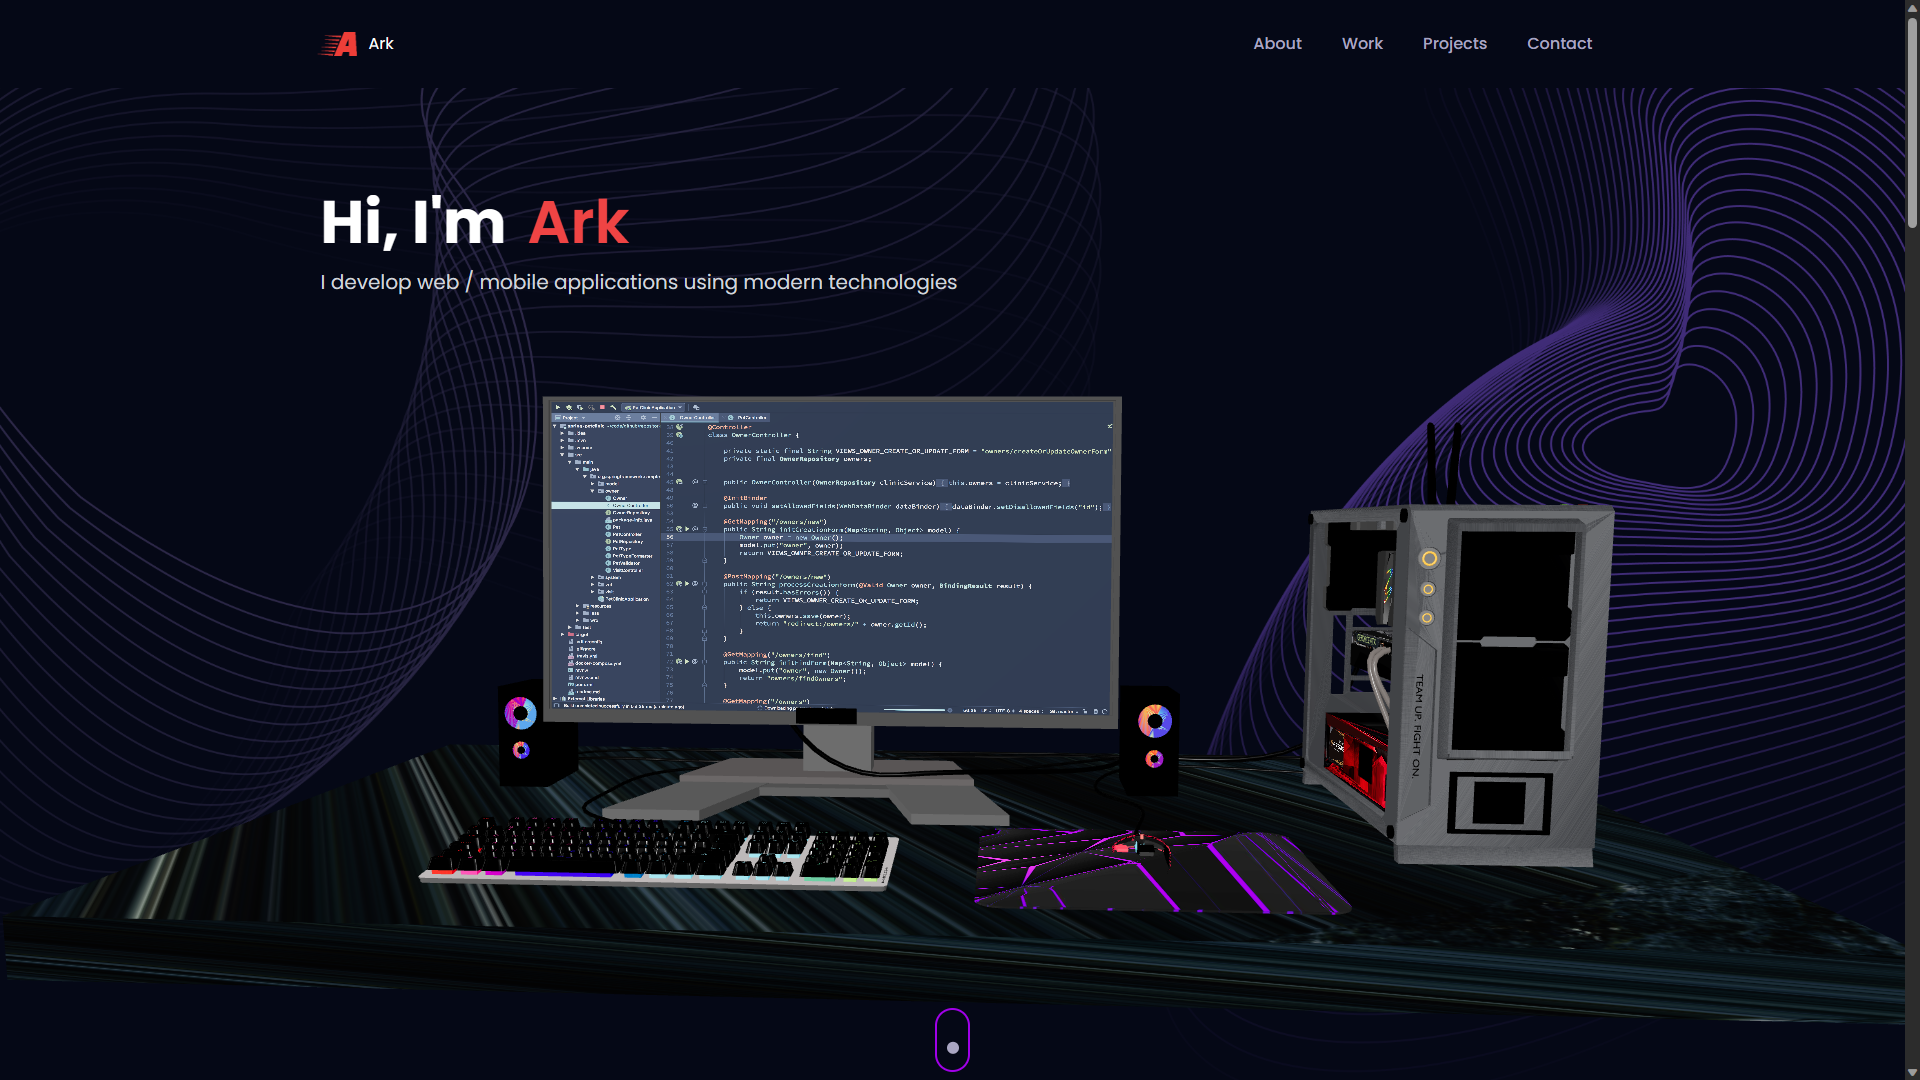 A Ark
About Work Projects Contact
Hi, I'm Ark
I develop web / mobile applications using modern technologies
PetClinicApplication
Project
OwnerController PetController
@Controller
class OwnerController {
private static final String VIEWS_OWNER_CREATE_OR_UPDATE_FORM = "owners/createOrUpdateOwnerForm"
private final OwnerRepository owners;
public OwnerController(OwnerRepository clinicService) { this.owners = clinicService; }
@InitBinder
public void setAllowedFields(WebDataBinder dataBinder) { dataBinder.setDisallowedFields("id"); }
@GetMapping("/owners/new")
public String initCreationForm(Map<String, Object> model) {
Owner owner = new Owner();
model.put("owner", owner);
return VIEWS_OWNER_CREATE_OR_UPDATE_FORM;
}
@PostMapping("/owners/new")
public String processCreationForm(@Valid Owner owner, BindingResult result) {
if (result.hasErrors()) {
return VIEWS_OWNER_CREATE_OR_UPDATE_FORM;
} else {
this.owners.save(owner);
return "redirect:/owners/" + owner.getId();
}
}
@GetMapping("/owners/find")
public String initFindForm(Map<String, Object> model) {
model.put("owner", new Owner());
return "owners/findOwners";
}
@GetMapping("/owners")
TEAM UP. FIGHT ON.